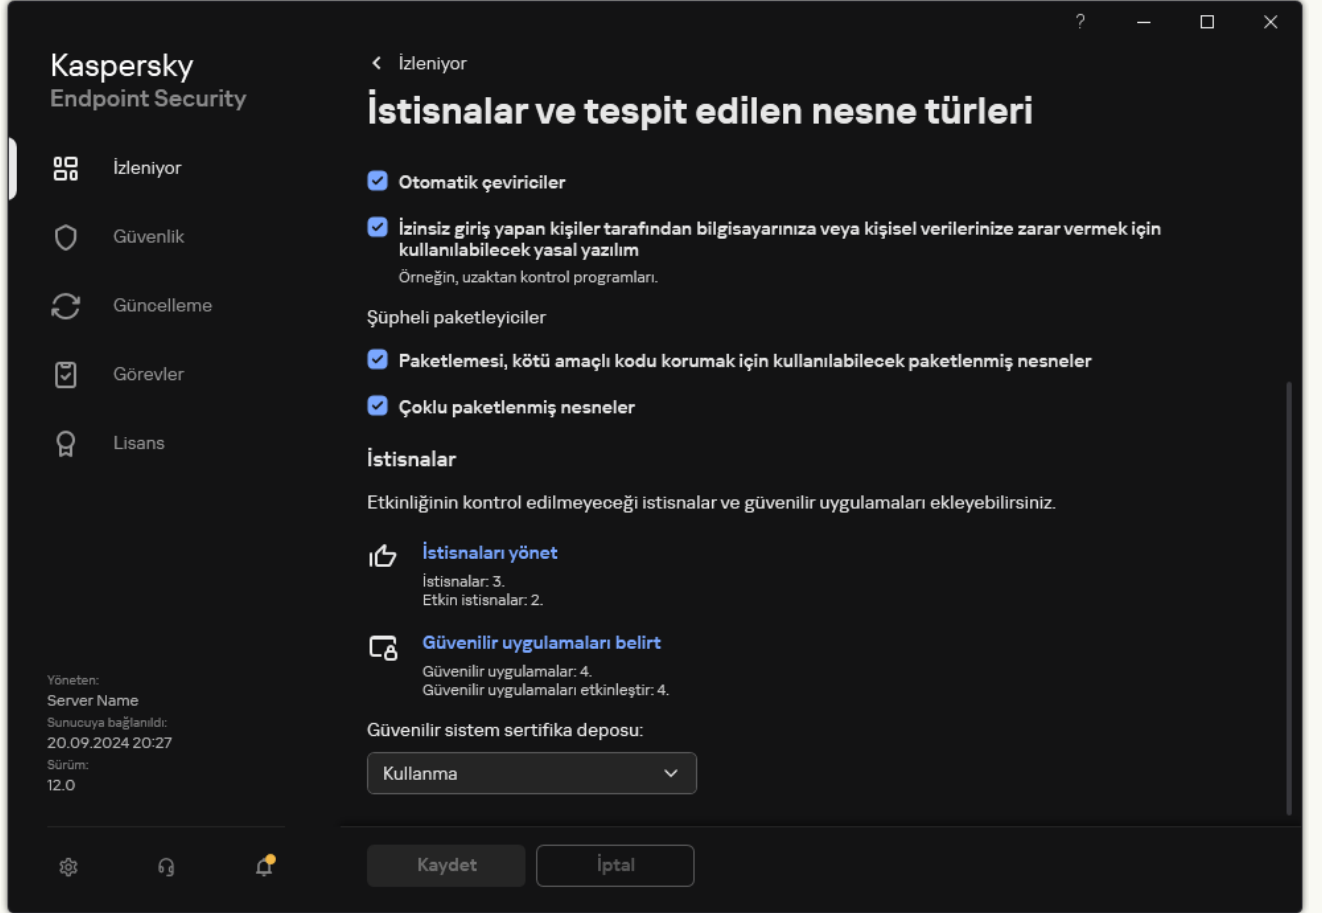 ?
Kaspersky
Endpoint Security
İzleniyor
Güvenlik
Güncelleme
Görevler
Lisans
Yöneten:
Server Name
Sunucuya bağlanıldı:
20.09.2024 20:27
Sürüm:
12.0
İzleniyor
İstisnalar ve tespit edilen nesne türleri
Otomatik çeviriciler
İzinsiz giriş yapan kişiler tarafından bilgisayarınıza veya kişisel verilerinize zarar vermek için
kullanılabilecek yasal yazılım
Örneğin, uzaktan kontrol programları.
Şüpheli paketleyiciler
Paketlemesi, kötü amaçlı kodu korumak için kullanılabilecek paketlenmiş nesneler
Çoklu paketlenmiş nesneler
İstisnalar
Etkinliğinin kontrol edilmeyeceği istisnalar ve güvenilir uygulamaları ekleyebilirsiniz.
İstisnaları yönet
İstisnalar: 3.
Etkin istisnalar: 2.
Güvenilir uygulamaları belirt
Güvenilir uygulamalar: 4.
Güvenilir uygulamaları etkinleştir: 4.
Güvenilir sistem sertifika deposu:
Kullanma
Kaydet
İptal